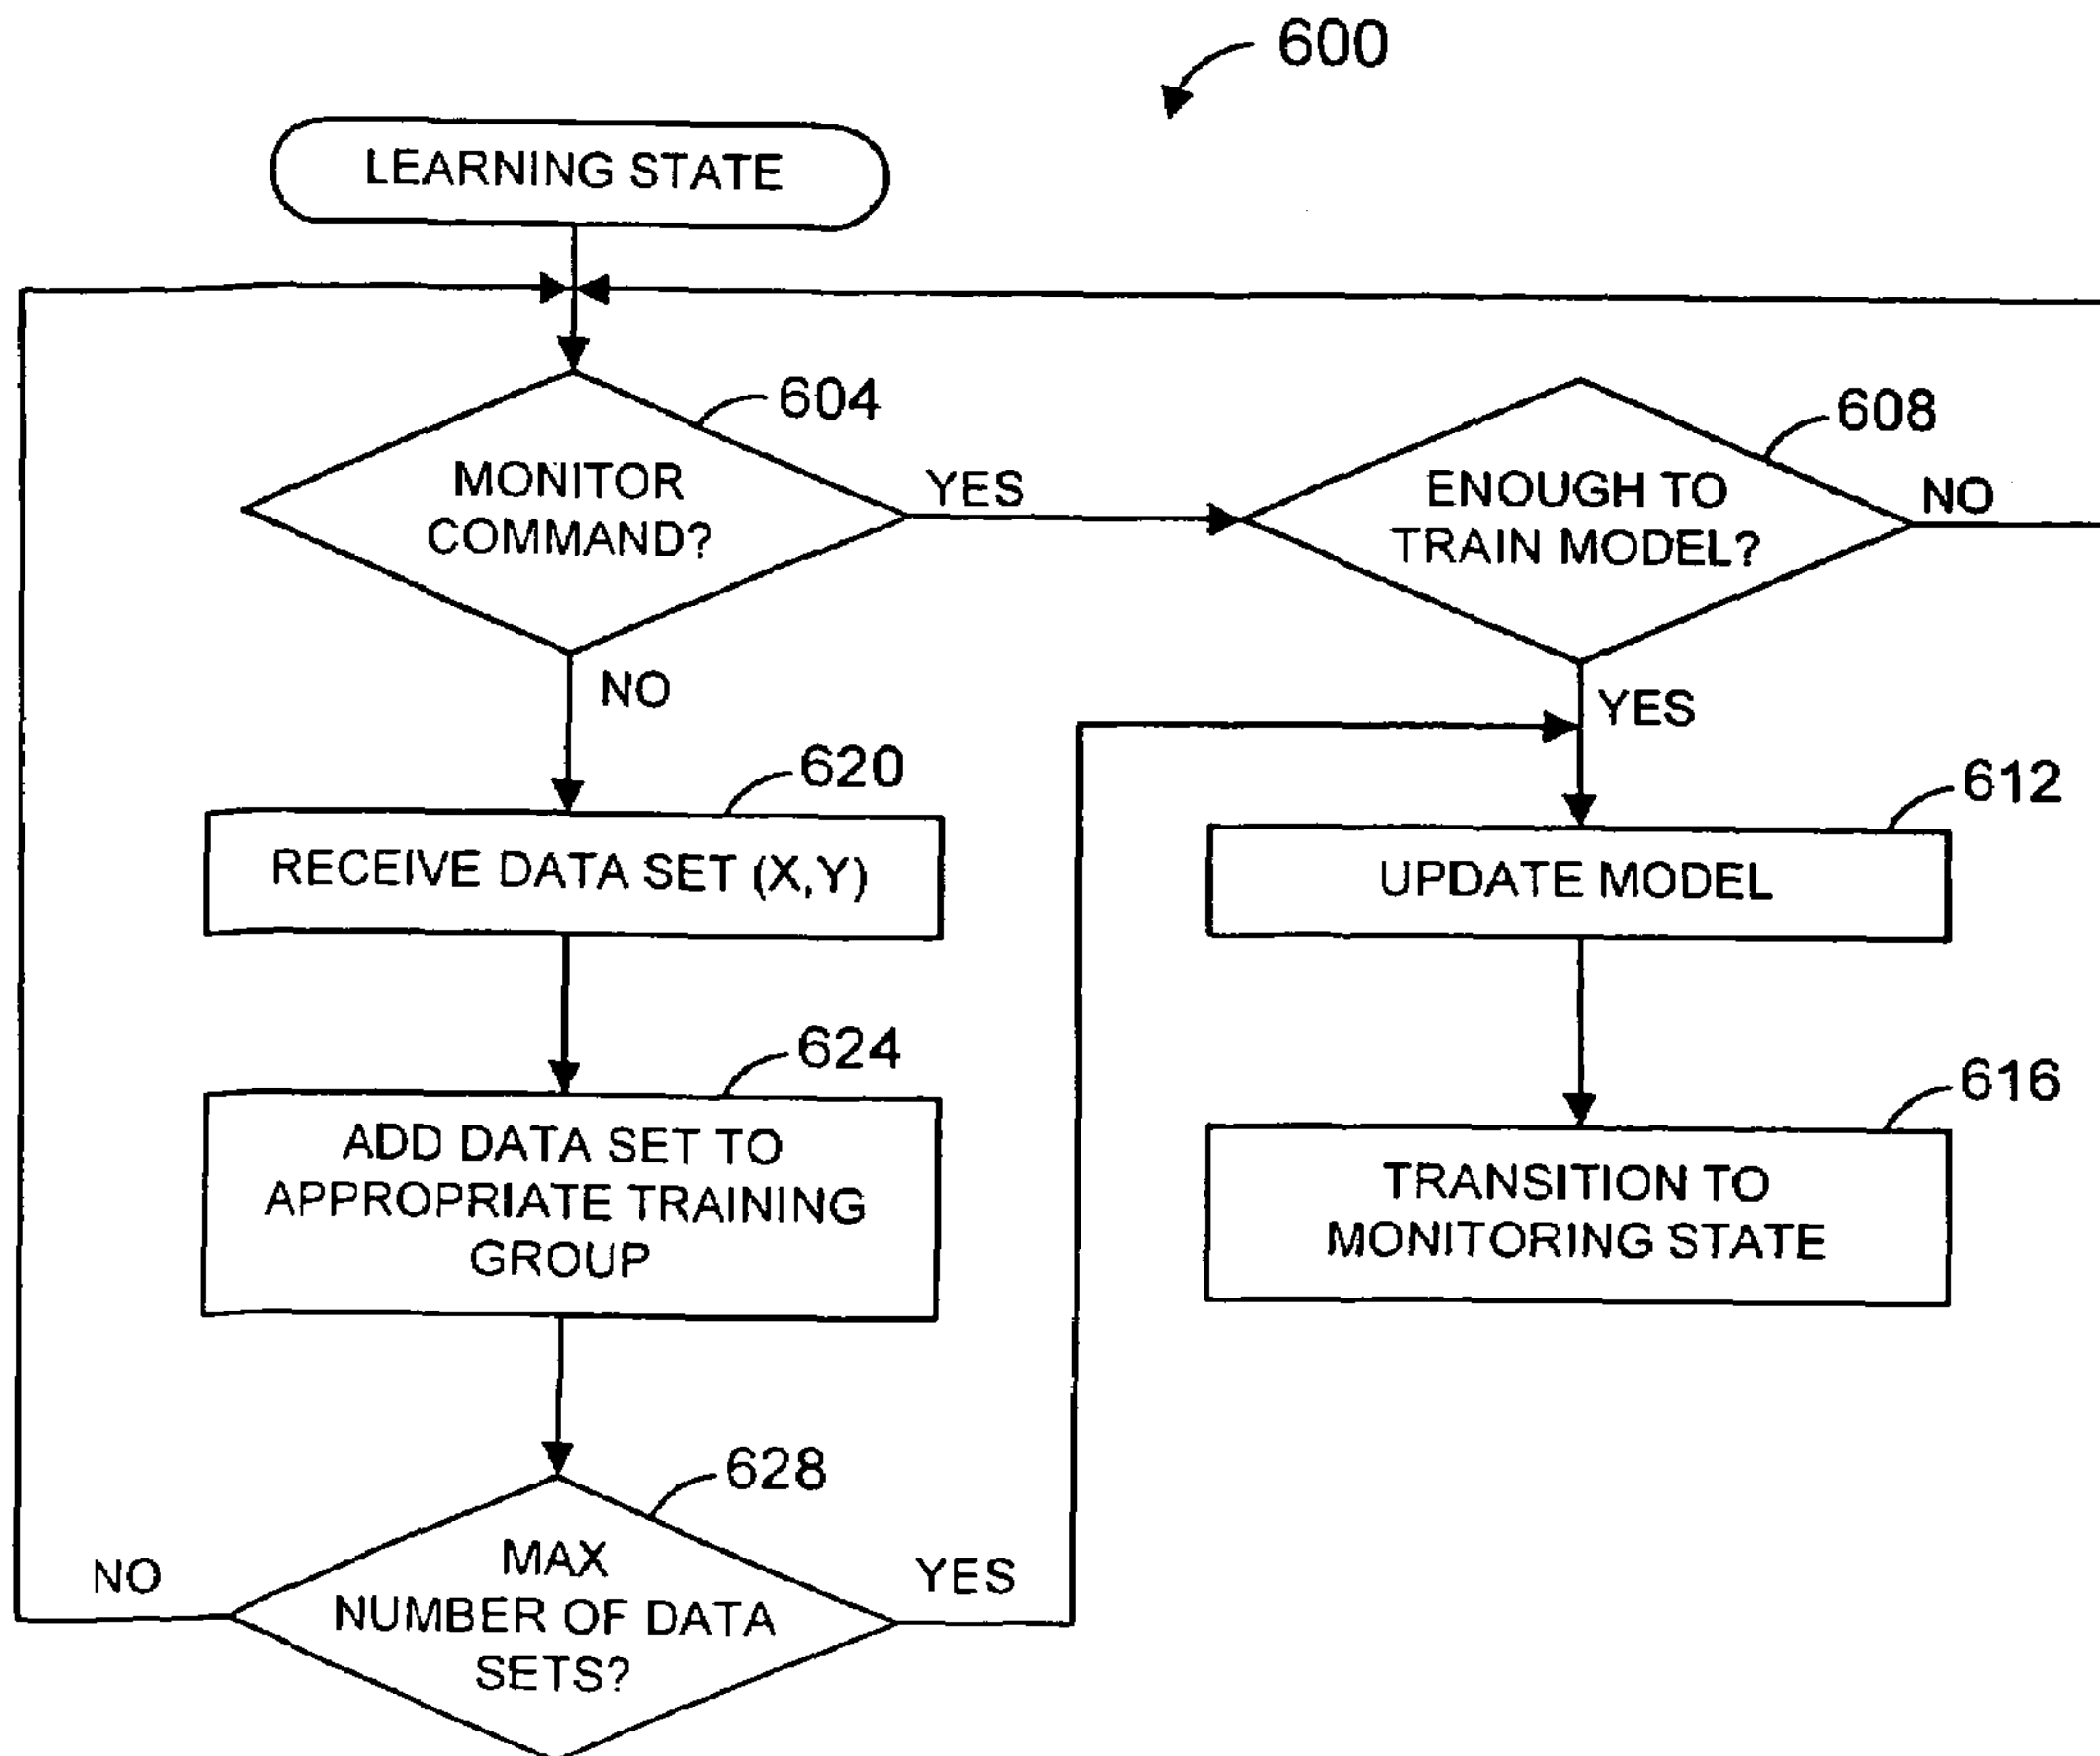 600
LEARNING STATE
604
MONITOR
COMMAND?
YES
NO
608
ENOUGH TO
TRAIN MODEL?
NO
YES
620
RECEIVE DATA SET (X,Y)
612
UPDATE MODEL
624
ADD DATA SET TO
APPROPRIATE TRAINING
GROUP
616
TRANSITION TO
MONITORING STATE
628
MAX
NUMBER OF DATA
SETS?
NO
YES